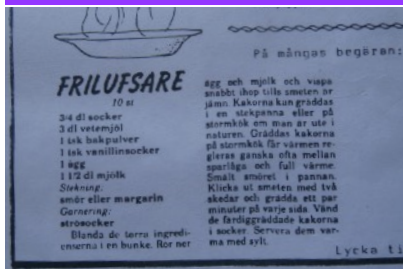 På mångas begäran:
FRILUFSARE
10 st
3/4 dl socker
3 dl vetemjöl
1 tsk bakpulver
1 tsk vanillinsocker
1 ägg
1 1/2 dl mjölk
Stekning:
smör eller margarin
Garnering:
strösocker
Blanda de torra ingredi-
enserna i en bunke. Rör ner
ägg och mjölk och vispa
snabbt ihop tills smeten är
jämn. Kakorna kan gräddas
i en stekpanna eller på
stormkök om man är ute i
naturen. Gräddas kakorna
på stormkök får värmen re-
gleras ganska ofta mellan
sparlåga och full värme.
Smält smöret i pannan.
Klicka ut smeten med två
skedar och grädda ett par
minuter på varje sida. Vänd
de färdiggräddade kakorna
i socker. Servera dem var-
ma med sylt.
Lycka ti